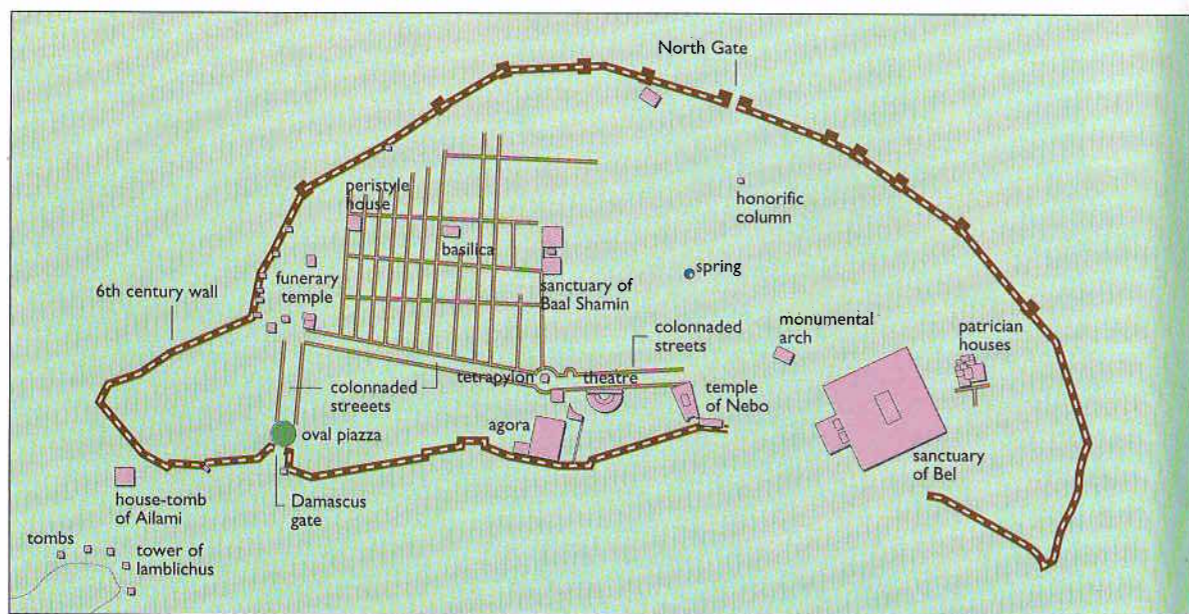 North Gate
peristyle
house
honorific
column
basilica
spring
funerary
temple
sanctuary of
Baal Shamin
6th century wall
monumental
arch
patrician
houses
colonnaded
streets
tetrapylon
theatre
colonnaded
streeets
temple
of Nebo
agora
oval piazza
sanctuary
of Bel
house-tomb
of Ailami
Damascus
gate
tombs
tower of
lamblichus